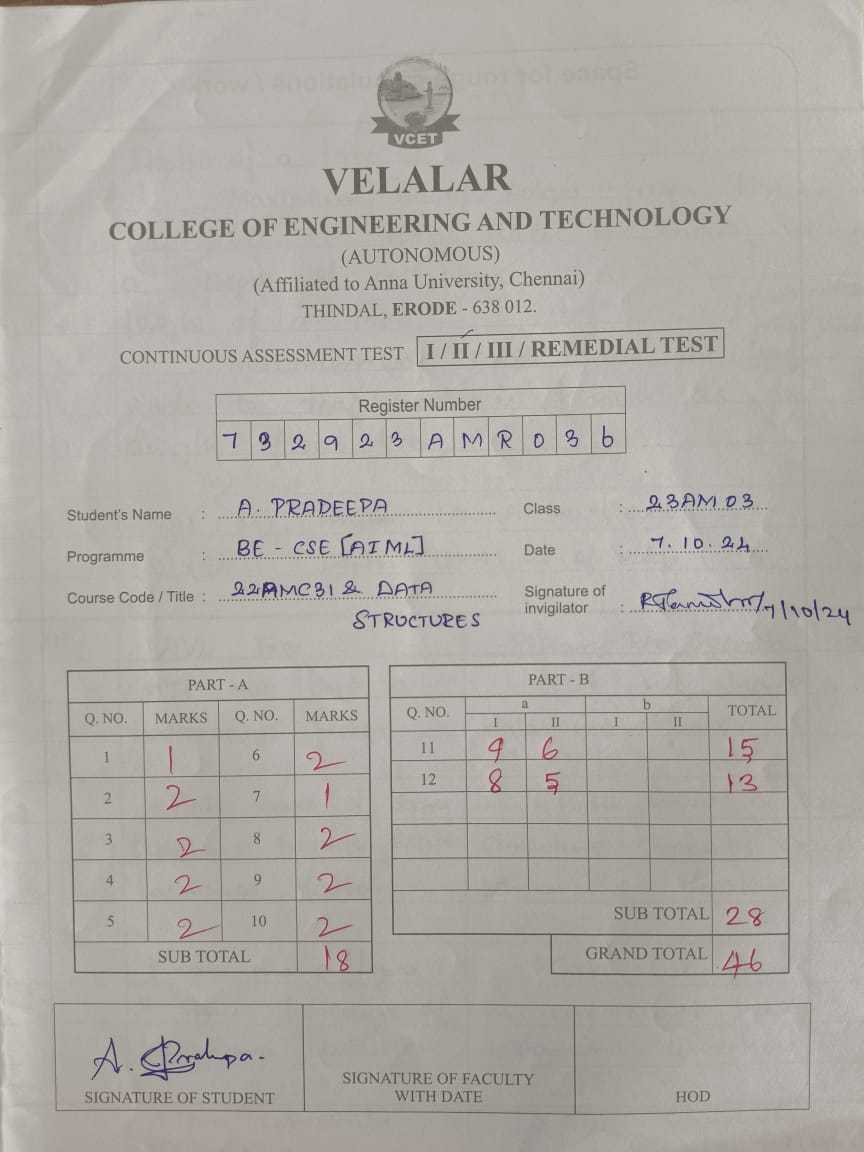 VCET
VELALAR
COLLEGE OF ENGINEERING AND TECHNOLOGY
(AUTONOMOUS)
(Affiliated to Anna University, Chennai)
THINDAL, ERODE - 638 012.
CONTINUOUS ASSESSMENT TEST I / II / III / REMEDIAL TEST
Register Number
7 3 2 9 2 3 A M R 0 3 6
Student's Name : A. PRADEEPA Class : 23AM03
Programme : BE - CSE [AIML] Date : 7.10.24
Course Code / Title : 22AMC31 & DATA STRUCTURES Signature of invigilator : 7/10/24
PART - A
Q. NO. MARKS Q. NO. MARKS
1 1 6 2
2 2 7 1
3 2 8 2
4 2 9 2
5 2 10 2
SUB TOTAL 18
PART - B
Q. NO. a b TOTAL
I II I II
11 9 6 15
12 8 5 13
SUB TOTAL 28
GRAND TOTAL 46
A. Pradeepa.
SIGNATURE OF STUDENT
SIGNATURE OF FACULTY
WITH DATE
HOD